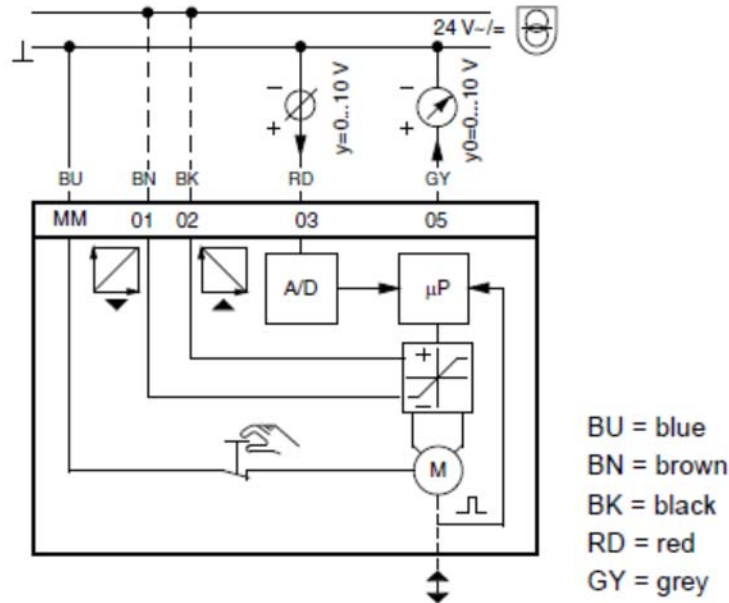 24 V~/=
⊥
− −
+ y=0...10 V + y0=0...10 V
BU BN BK RD GY
MM 01 02 03 05
A/D µP
+
−
M
BU = blue
BN = brown
BK = black
RD = red
GY = grey